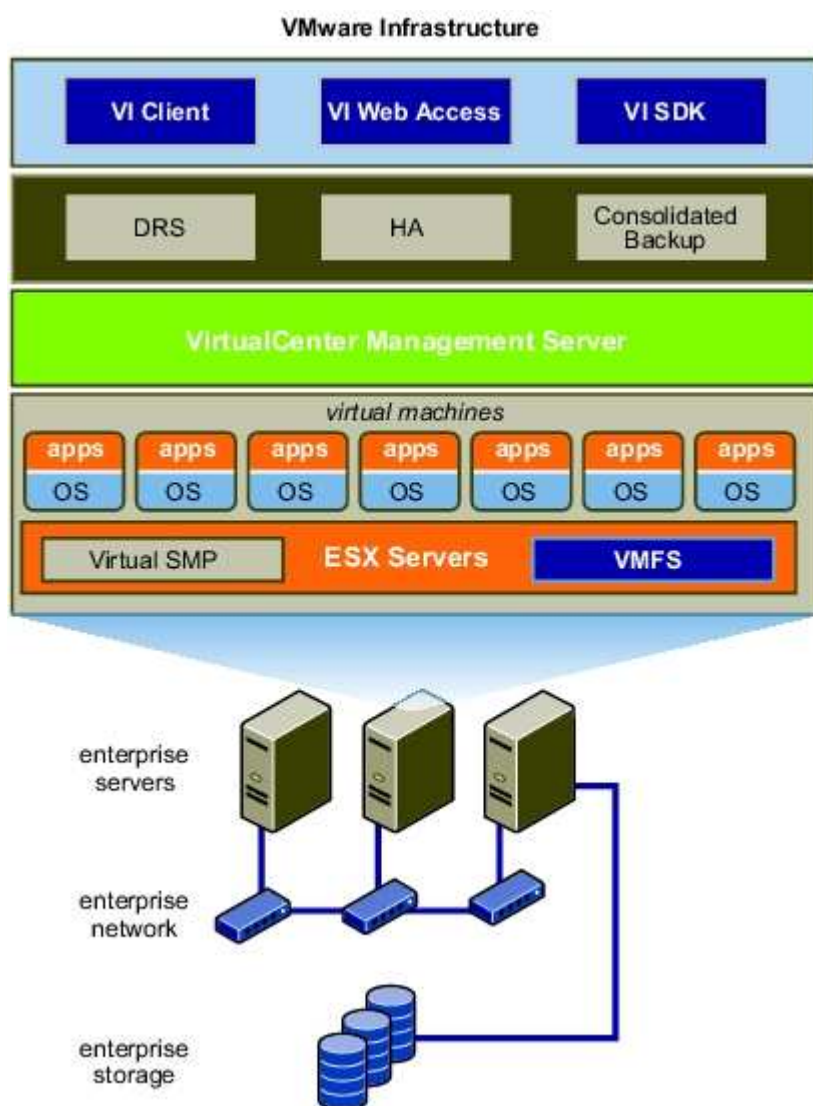 VMware Infrastructure
VI Client
VI Web Access
VI SDK
DRS
HA
Consolidated
Backup
VirtualCenter Management Server
virtual machines
apps
apps
apps
apps
apps
apps
apps
OS
OS
OS
OS
OS
OS
OS
Virtual SMP
ESX Servers
VMFS
enterprise
servers
enterprise
network
enterprise
storage